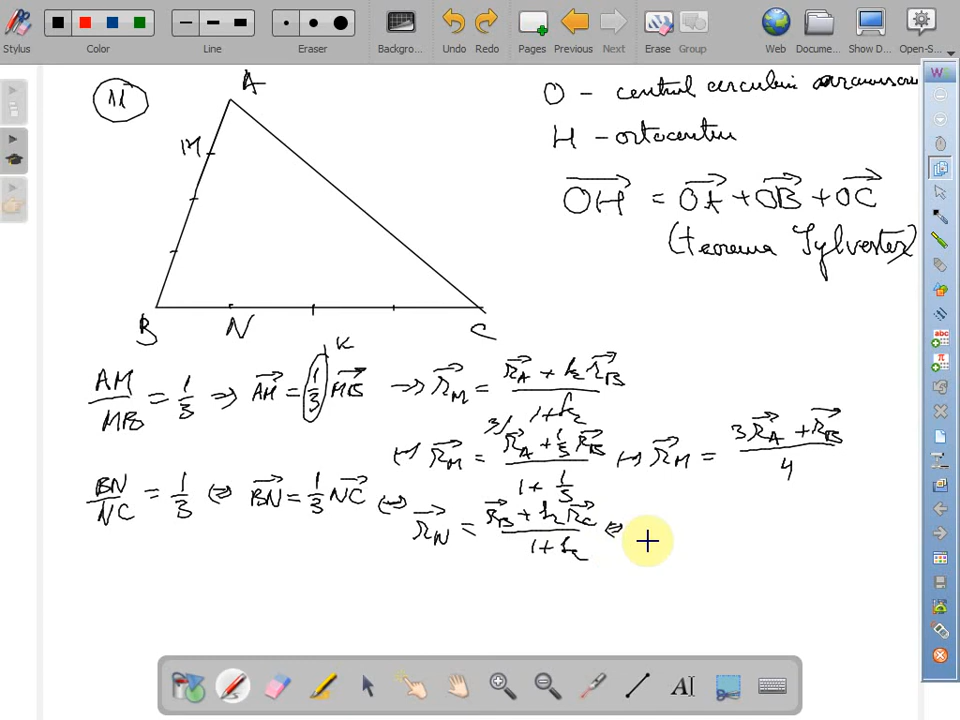 Stylus Color Line Eraser Backgro... Undo Redo Pages Previous Next Erase Group Web Docume... Show D... Open-S...
M
A
M
B
N
C
O - centrul cercului
H - ortocentru
OH = OA + OB + OC
(teorema Sylvester)
AM/MB = 1/3 => AM = 1/3 MB => r_M = (r_A + k r_B)/(1+k)
k
<=> r_M = (r_A + 1/3 r_B)/(1 + 1/3) <=> r_M = (3r_A + r_B)/4
BN/NC = 1/3 <=> BN = 1/3 NC <=> r_N = (r_B + k r_C)/(1+k) <=>